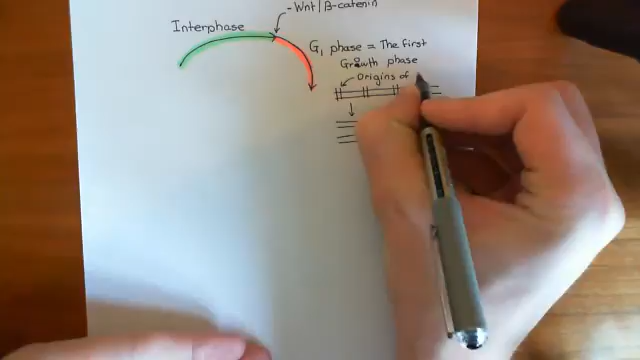 - Wnt/β-catenin
Interphase
G₁ phase = The first
Growth phase
Origins of